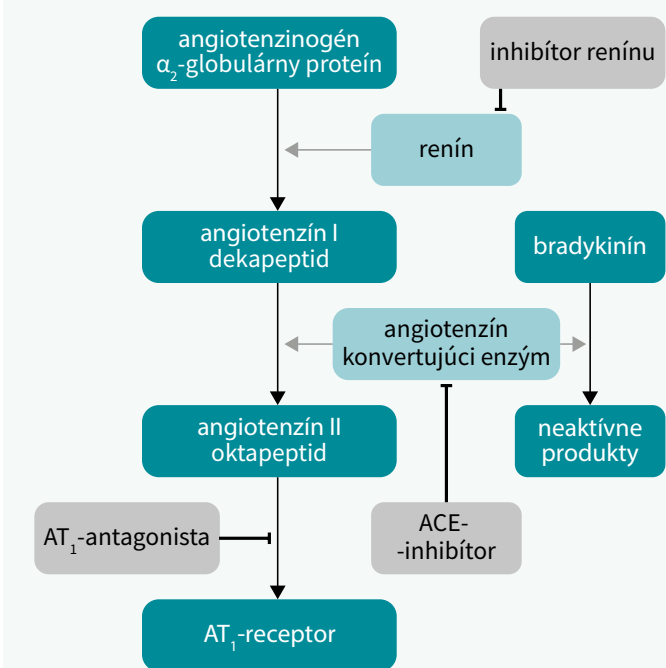 angiotenzinogén
α₂-globulárny proteín
inhibítor renínu
renín
angiotenzín I
dekapeptid
bradykinín
angiotenzín
konvertujúci enzým
angiotenzín II
oktapeptid
neaktívne
produkty
AT₁-antagonista
ACE-
-inhibítor
AT₁-receptor